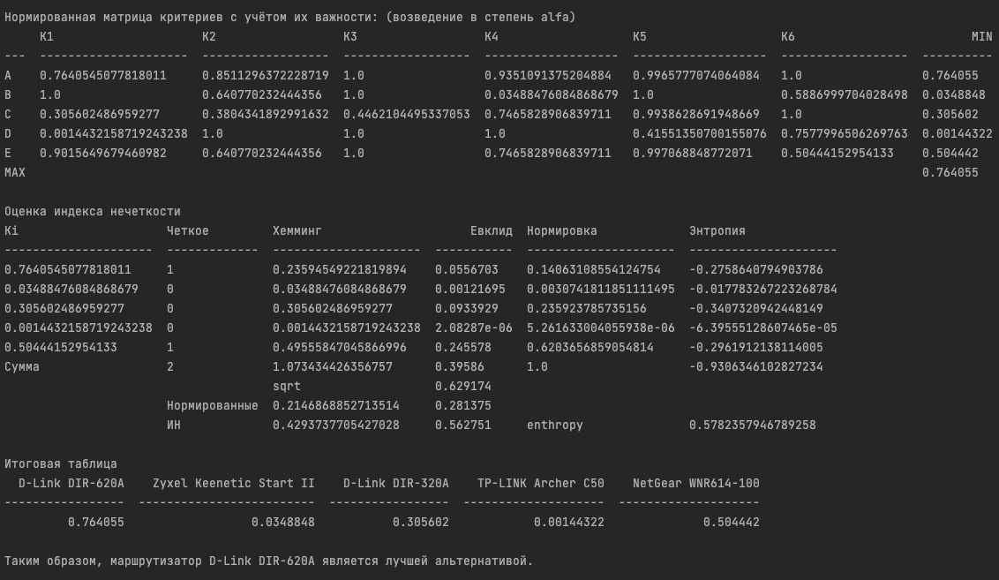 Нормированная матрица критериев с учётом их важности: (возведение в степень alfa)
K1 K2 K3 K4 K5 K6 MIN
--- --------------------- ------------------ ------------------ ------------------- ------------------- ------------------ ----------
A 0.7640545077818011 0.8511296372228719 1.0 0.9351091375204884 0.9965777074064084 1.0 0.764055
B 1.0 0.640770232444356 1.0 0.03488476084868679 1.0 0.5886999704028498 0.0348848
C 0.305602486959277 0.3804341892991632 0.4462104495337053 0.7465828906839711 0.9938628691948669 1.0 0.305602
D 0.0014432158719243238 1.0 1.0 1.0 0.41551350700155076 0.7577996506269763 0.00144322
E 0.9015649679460982 0.640770232444356 1.0 0.7465828906839711 0.997068848772071 0.50444152954133 0.504442
MAX 0.764055
Оценка индекса нечеткости
Ki Четкое Хемминг Евклид Нормировка Энтропия
--------------------- ------------- --------------------- ----------- --------------------- ---------------------
0.7640545077818011 1 0.23594549221819894 0.0556703 0.14063108554124754 -0.2758640794903786
0.03488476084868679 0 0.03488476084868679 0.00121695 0.0030741811851111495 -0.017783267223268784
0.305602486959277 0 0.305602486959277 0.0933929 0.235923785735156 -0.3407320942448149
0.0014432158719243238 0 0.0014432158719243238 2.08287e-06 5.261633004055938e-06 -6.39555128607465e-05
0.50444152954133 1 0.49555847045866996 0.245578 0.6203656859054814 -0.2961912138114005
Сумма 2 1.073434426356757 0.39586 1.0 -0.9306346102827234
sqrt 0.629174
Нормированные 0.2146868852713514 0.281375
ИН 0.4293737705427028 0.562751 enthropy 0.5782357946789258
Итоговая таблица
D-Link DIR-620A Zyxel Keenetic Start II D-Link DIR-320A TP-LINK Archer C50 NetGear WNR614-100
----------------- ------------------------- ----------------- -------------------- --------------------
0.764055 0.0348848 0.305602 0.00144322 0.504442
Таким образом, маршрутизатор D-Link DIR-620A является лучшей альтернативой.